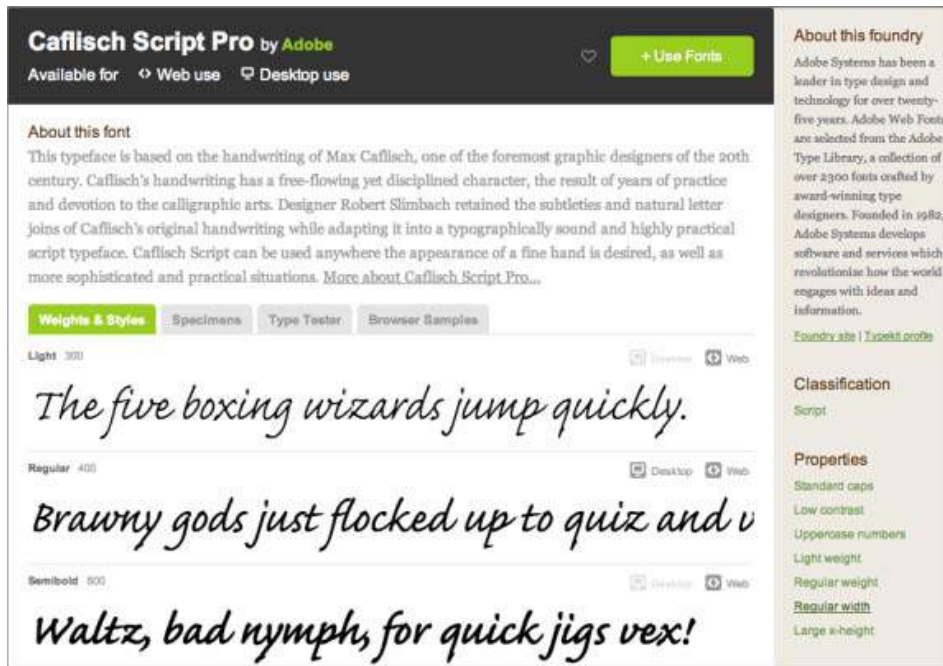 Caflisch Script Pro by Adobe
+ Use Fonts
Available for Web use Desktop use
About this font
This typeface is based on the handwriting of Max Caflisch, one of the foremost graphic designers of the 20th
century. Caflisch's handwriting has a free-flowing yet disciplined character, the result of years of practice
and devotion to the calligraphic arts. Designer Robert Slimbach retained the subtleties and natural letter
joins of Caflisch's original handwriting while adapting it into a typographically sound and highly practical
script typeface. Caflisch Script can be used anywhere the appearance of a fine hand is desired, as well as
more sophisticated and practical situations. More about Caflisch Script Pro...
Weights & Styles Specimens Type Tester Browser Samples
Light 300 Desktop Web
The five boxing wizards jump quickly.
Regular 400 Desktop Web
Brawny gods just flocked up to quiz and v
Semibold 600 Desktop Web
Waltz, bad nymph, for quick jigs vex!
About this foundry
Adobe Systems has been a
leader in type design and
technology for over twenty-
five years. Adobe Web Fonts
are selected from the Adobe
Type Library, a collection of
over 2300 fonts crafted by
award-winning type
designers. Founded in 1982,
Adobe Systems develops
software and services which
revolutionize how the world
engages with ideas and
information.
Foundry site | Typekit profile
Classification
Script
Properties
Standard caps
Low contrast
Uppercase numbers
Light weight
Regular weight
Regular width
Large x-height